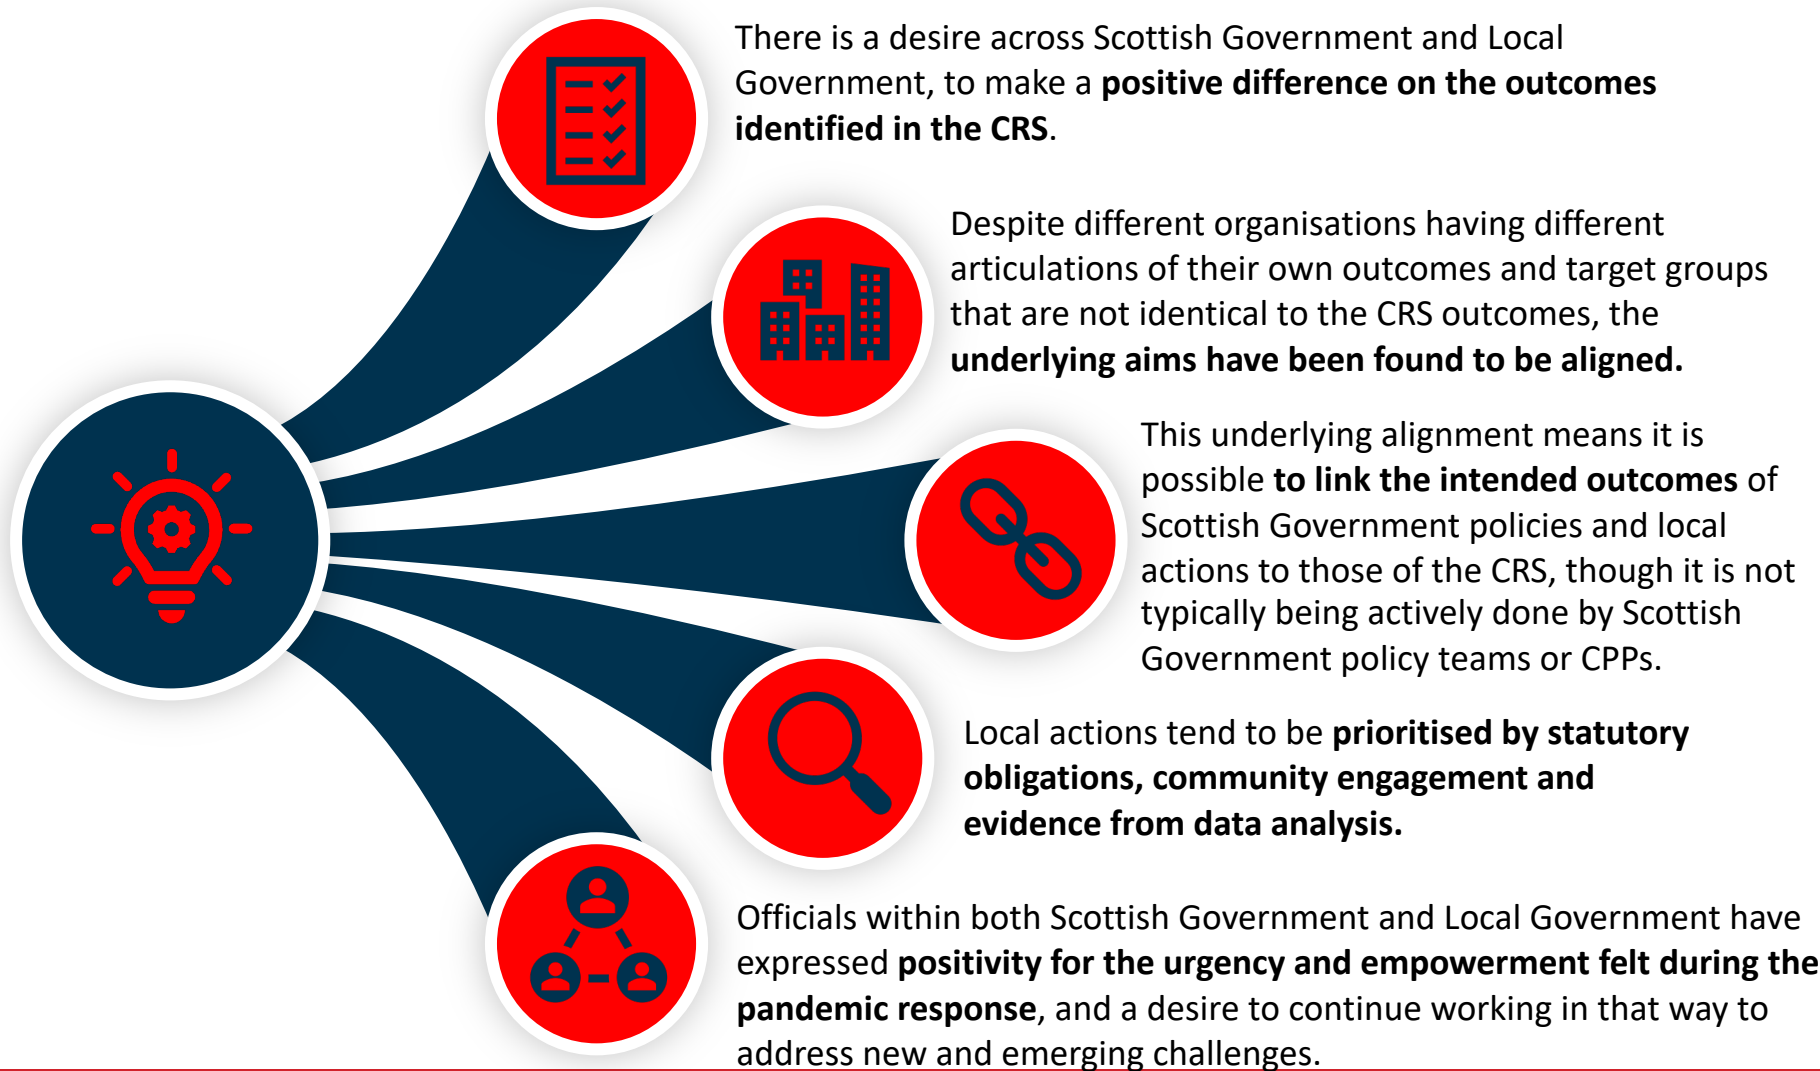 There is a desire across Scottish Government and Local
Government, to make a positive difference on the outcomes
identified in the CRS.
Despite different organisations having different
articulations of their own outcomes and target groups
that are not identical to the CRS outcomes, the
underlying aims have been found to be aligned.
This underlying alignment means it is
possible to link the intended outcomes of
Scottish Government policies and local
actions to those of the CRS, though it is not
typically being actively done by Scottish
Government policy teams or CPPs.
Local actions tend to be prioritised by statutory
obligations, community engagement and
evidence from data analysis.
Officials within both Scottish Government and Local Government have
expressed positivity for the urgency and empowerment felt during the
pandemic response, and a desire to continue working in that way to
address new and emerging challenges.